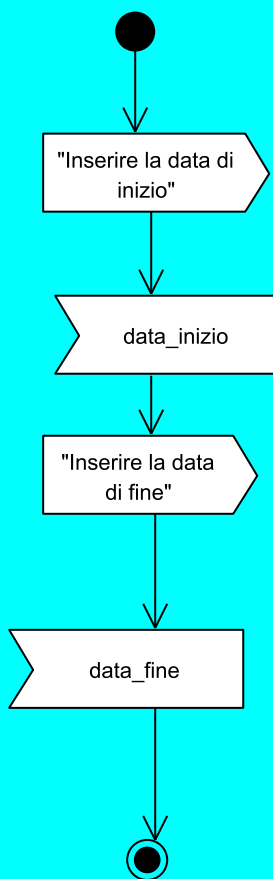 "Inserire la data di
inizio"
data_inizio
"Inserire la data
di fine"
data_fine